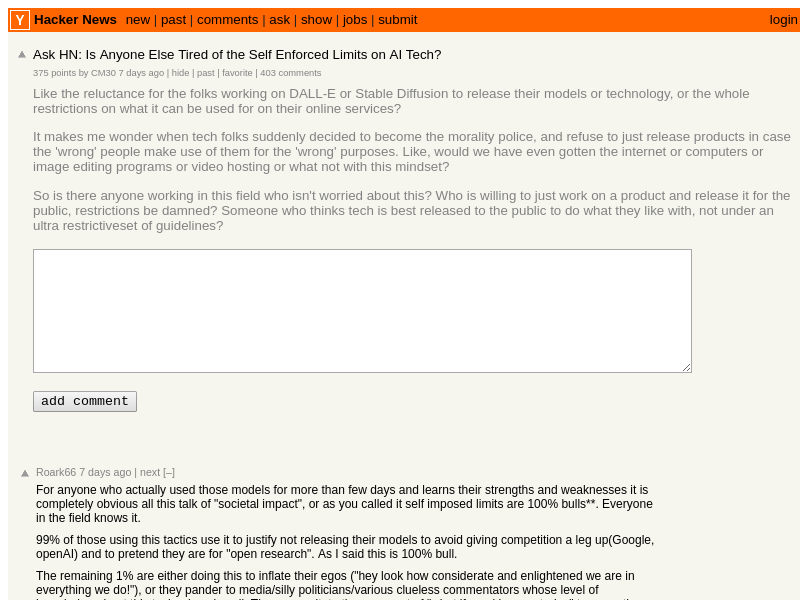 Y Hacker News new | past | comments | ask | show | jobs | submit login
Ask HN: Is Anyone Else Tired of the Self Enforced Limits on AI Tech?
375 points by CM30 7 days ago | hide | past | favorite | 403 comments
Like the reluctance for the folks working on DALL-E or Stable Diffusion to release their models or technology, or the whole
restrictions on what it can be used for on their online services?
It makes me wonder when tech folks suddenly decided to become the morality police, and refuse to just release products in case
the 'wrong' people make use of them for the 'wrong' purposes. Like, would we have even gotten the internet or computers or
image editing programs or video hosting or what not with this mindset?
So is there anyone working in this field who isn't worried about this? Who is willing to just work on a product and release it for the
public, restrictions be damned? Someone who thinks tech is best released to the public to do what they like with, not under an
ultra restrictiveset of guidelines?
add comment
Roark66 7 days ago | next [–]
For anyone who actually used those models for more than few days and learns their strengths and weaknesses it is
completely obvious all this talk of "societal impact", or as you called it self imposed limits are 100% bulls**. Everyone
in the field knows it.
99% of those using this tactics use it to justify not releasing their models to avoid giving competition a leg up(Google,
openAI) and to pretend they are for "open research". As I said this is 100% bull.
The remaining 1% are either doing this to inflate their egos ("hey look how considerate and enlightened we are in
everything we do!"), or they pander to media/silly politicians/various clueless commentators whose level of